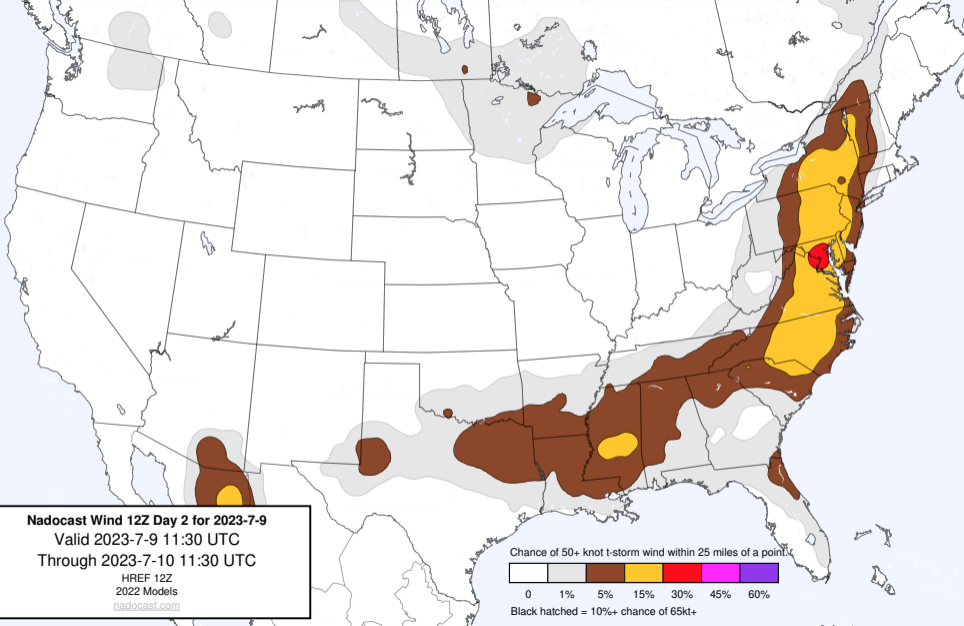 Nadocast Wind 12Z Day 2 for 2023-7-9
Valid 2023-7-9 11:30 UTC
Through 2023-7-10 11:30 UTC
HREF 12Z
2022 Models
nadocast.com
Chance of 50+ knot t-storm wind within 25 miles of a point.
0 1% 5% 15% 30% 45% 60%
Black hatched = 10%+ chance of 65kt+